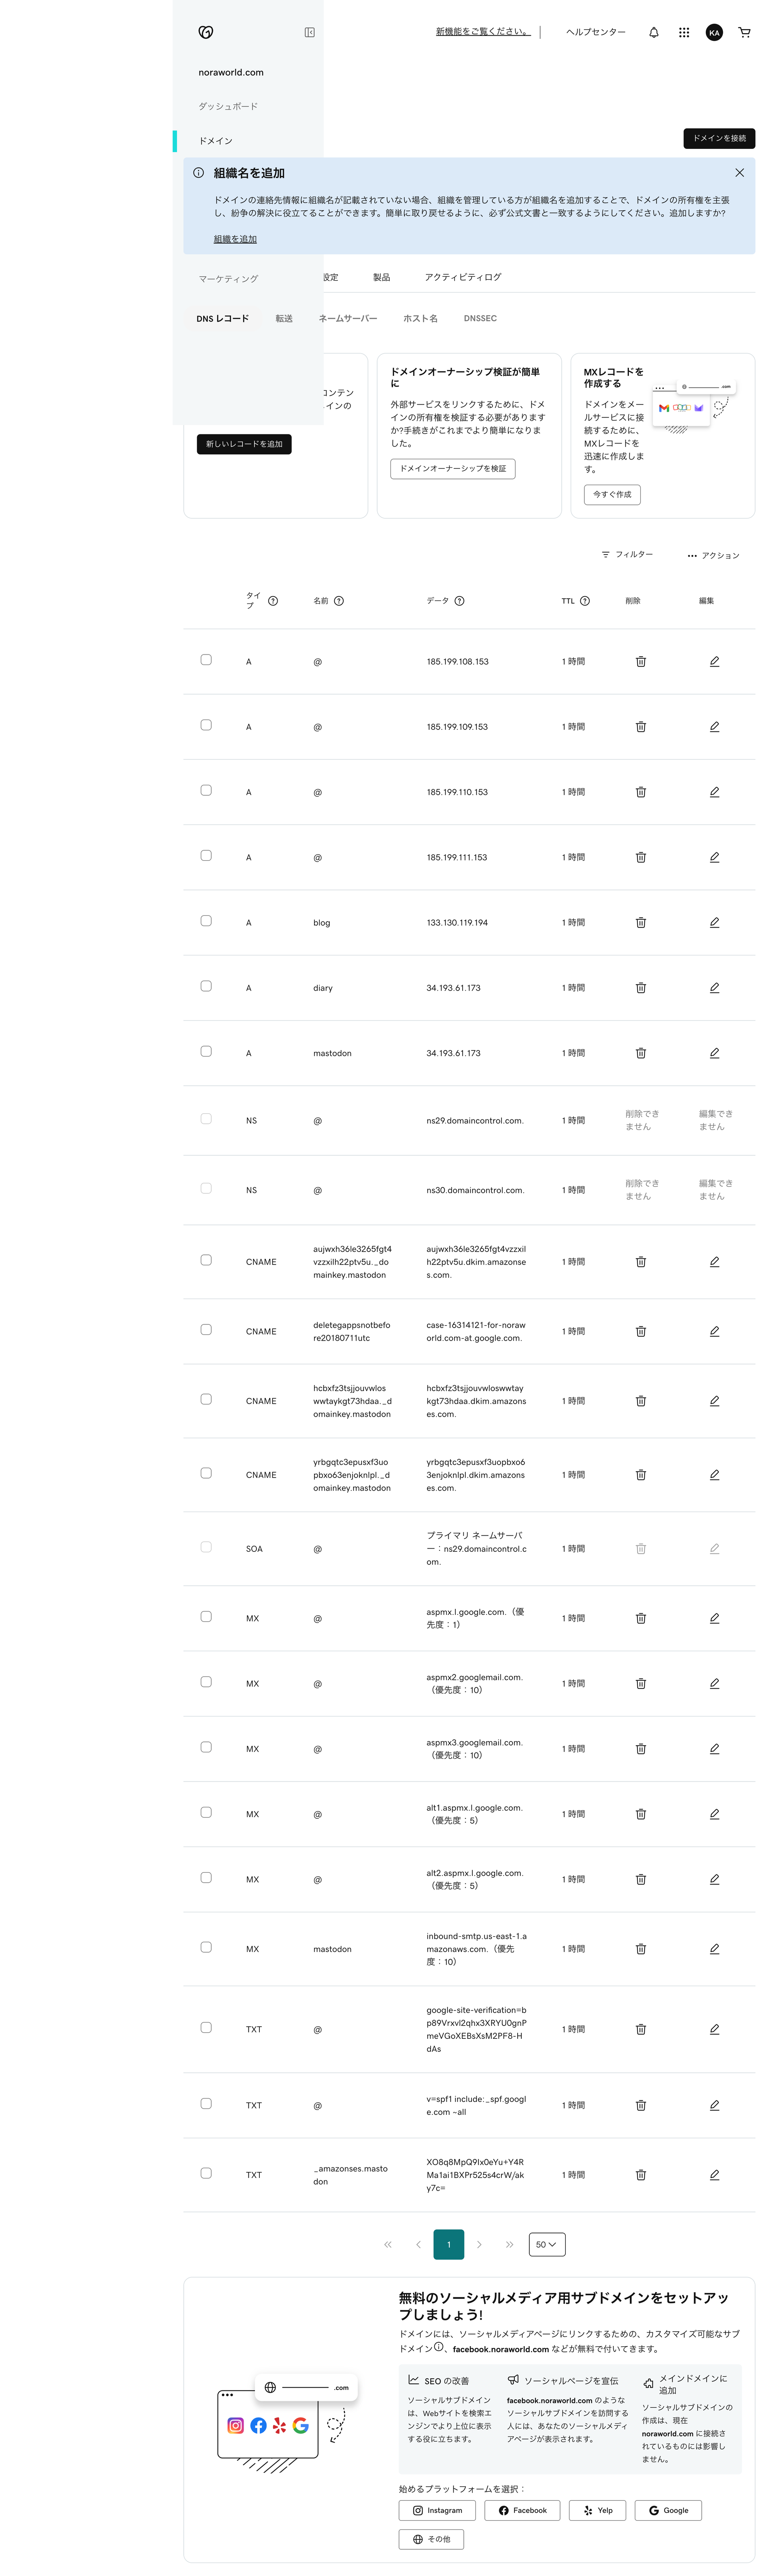 新機能をご覧ください。
ヘルプセンター
KA
noraworld.com
ダッシュボード
ドメイン
ドメインを接続
組織名を追加
ドメインの連絡先情報に組織名が記載されていない場合、組織を管理している方が組織名を追加することで、ドメインの所有権を主張
し、紛争の解決に役立てることができます。簡単に取り戻せるように、必ず公式文書と一致するようにしてください。追加しますか?
組織を追加
マーケティング
設定
製品
アクティビティログ
DNS レコード
転送
ネームサーバー
ホスト名
DNSSEC
コンテン
インの
新しいレコードを追加
ドメインオーナーシップ検証が簡単
に
外部サービスをリンクするために、ドメ
インの所有権を検証する必要があります
か?手続きがこれまでより簡単になりま
した。
ドメインオーナーシップを検証
MXレコードを
作成する
ドメインをメー
ルサービスに接
続するために、
MXレコードを
迅速に作成しま
す。
今すぐ作成
.com
フィルター
アクション
タイ
プ
名前
データ
TTL
削除
編集
A @ 185.199.108.153 1 時間
A @ 185.199.109.153 1 時間
A @ 185.199.110.153 1 時間
A @ 185.199.111.153 1 時間
A blog 133.130.119.194 1 時間
A diary 34.193.61.173 1 時間
A mastodon 34.193.61.173 1 時間
NS @ ns29.domaincontrol.com. 1 時間
削除でき
ません
編集でき
ません
NS @ ns30.domaincontrol.com. 1 時間
削除でき
ません
編集でき
ません
CNAME
aujwxh36le3265fgt4
vzzxilh22ptv5u._do
mainkey.mastodon
aujwxh36le3265fgt4vzzxil
h22ptv5u.dkim.amazonse
s.com.
1 時間
CNAME
deletegappsnotbefo
re20180711utc
case-16314121-for-noraw
orld.com-at.google.com.
1 時間
CNAME
hcbxfz3tsjjouvwlos
wwtaykgt73hdaa._d
omainkey.mastodon
hcbxfz3tsjjouvwloswwtay
kgt73hdaa.dkim.amazons
es.com.
1 時間
CNAME
yrbgqtc3epusxf3uo
pbxo63enjoknlpl._d
omainkey.mastodon
yrbgqtc3epusxf3uopbxo6
3enjoknlpl.dkim.amazons
es.com.
1 時間
SOA @
プライマリ ネームサーバ
ー：ns29.domaincontrol.c
om.
1 時間
MX @
aspmx.l.google.com.（優
先度：1）
1 時間
MX @
aspmx2.googlemail.com.
（優先度：10）
1 時間
MX @
aspmx3.googlemail.com.
（優先度：10）
1 時間
MX @
alt1.aspmx.l.google.com.
（優先度：5）
1 時間
MX @
alt2.aspmx.l.google.com.
（優先度：5）
1 時間
MX mastodon
inbound-smtp.us-east-1.a
mazonaws.com.（優先
度：10）
1 時間
TXT @
google-site-verification=b
p89Vrxvl2qhx3XRYU0gnP
meVGoXEBsXsM2PF8-H
dAs
1 時間
TXT @
v=spf1 include:_spf.googl
e.com ~all
1 時間
TXT
_amazonses.masto
don
XO8q8MpQ9Ix0eYu+Y4R
Ma1ai1BXPr525s4crW/ak
y7c=
1 時間
1
50
.com
無料のソーシャルメディア用サブドメインをセットアッ
プしましょう!
ドメインには、ソーシャルメディアページにリンクするための、カスタマイズ可能なサブ
ドメイン、facebook.noraworld.com などが無料で付いてきます。
SEO の改善
ソーシャルサブドメイン
は、Webサイトを検索エ
ンジンでより上位に表示
する役に立ちます。
ソーシャルページを宣伝
facebook.noraworld.com のような
ソーシャルサブドメインを訪問する
人には、あなたのソーシャルメディ
アページが表示されます。
メインドメインに
追加
ソーシャルサブドメインの
作成は、現在
noraworld.com に接続さ
れているものには影響し
ません。
始めるプラットフォームを選択：
Instagram
Facebook
Yelp
Google
その他